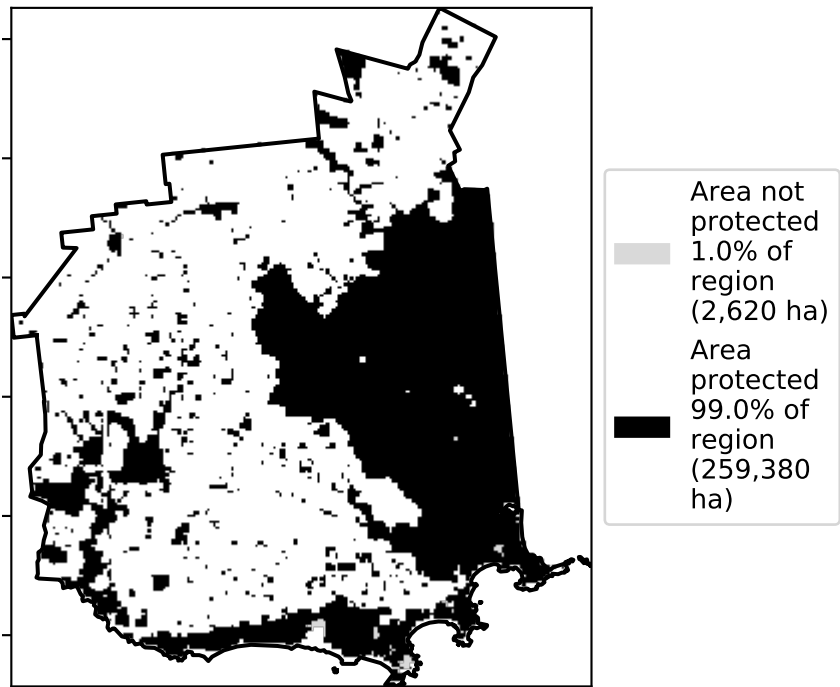 Area not
protected
1.0% of
region
(2,620 ha)
Area
protected
99.0% of
region
(259,380
ha)